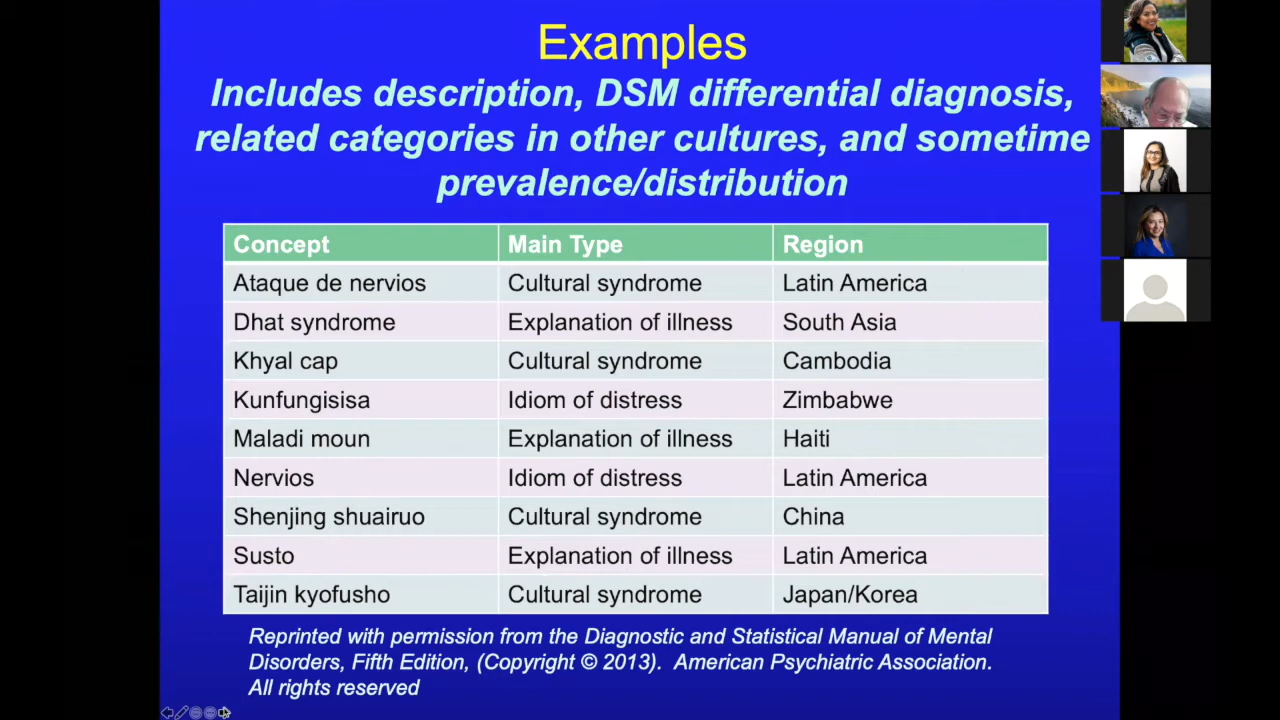 Examples
Includes description, DSM differential diagnosis,
related categories in other cultures, and sometime
prevalence/distribution
Concept Main Type Region
Ataque de nervios Cultural syndrome Latin America
Dhat syndrome Explanation of illness South Asia
Khyal cap Cultural syndrome Cambodia
Kunfungisisa Idiom of distress Zimbabwe
Maladi moun Explanation of illness Haiti
Nervios Idiom of distress Latin America
Shenjing shuairuo Cultural syndrome China
Susto Explanation of illness Latin America
Taijin kyofusho Cultural syndrome Japan/Korea
Reprinted with permission from the Diagnostic and Statistical Manual of Mental
Disorders, Fifth Edition, (Copyright © 2013). American Psychiatric Association.
All rights reserved